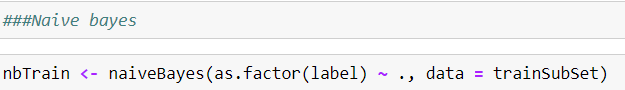 ###Naive bayes
nbTrain <- naiveBayes(as.factor(label) ~ ., data = trainSubSet)